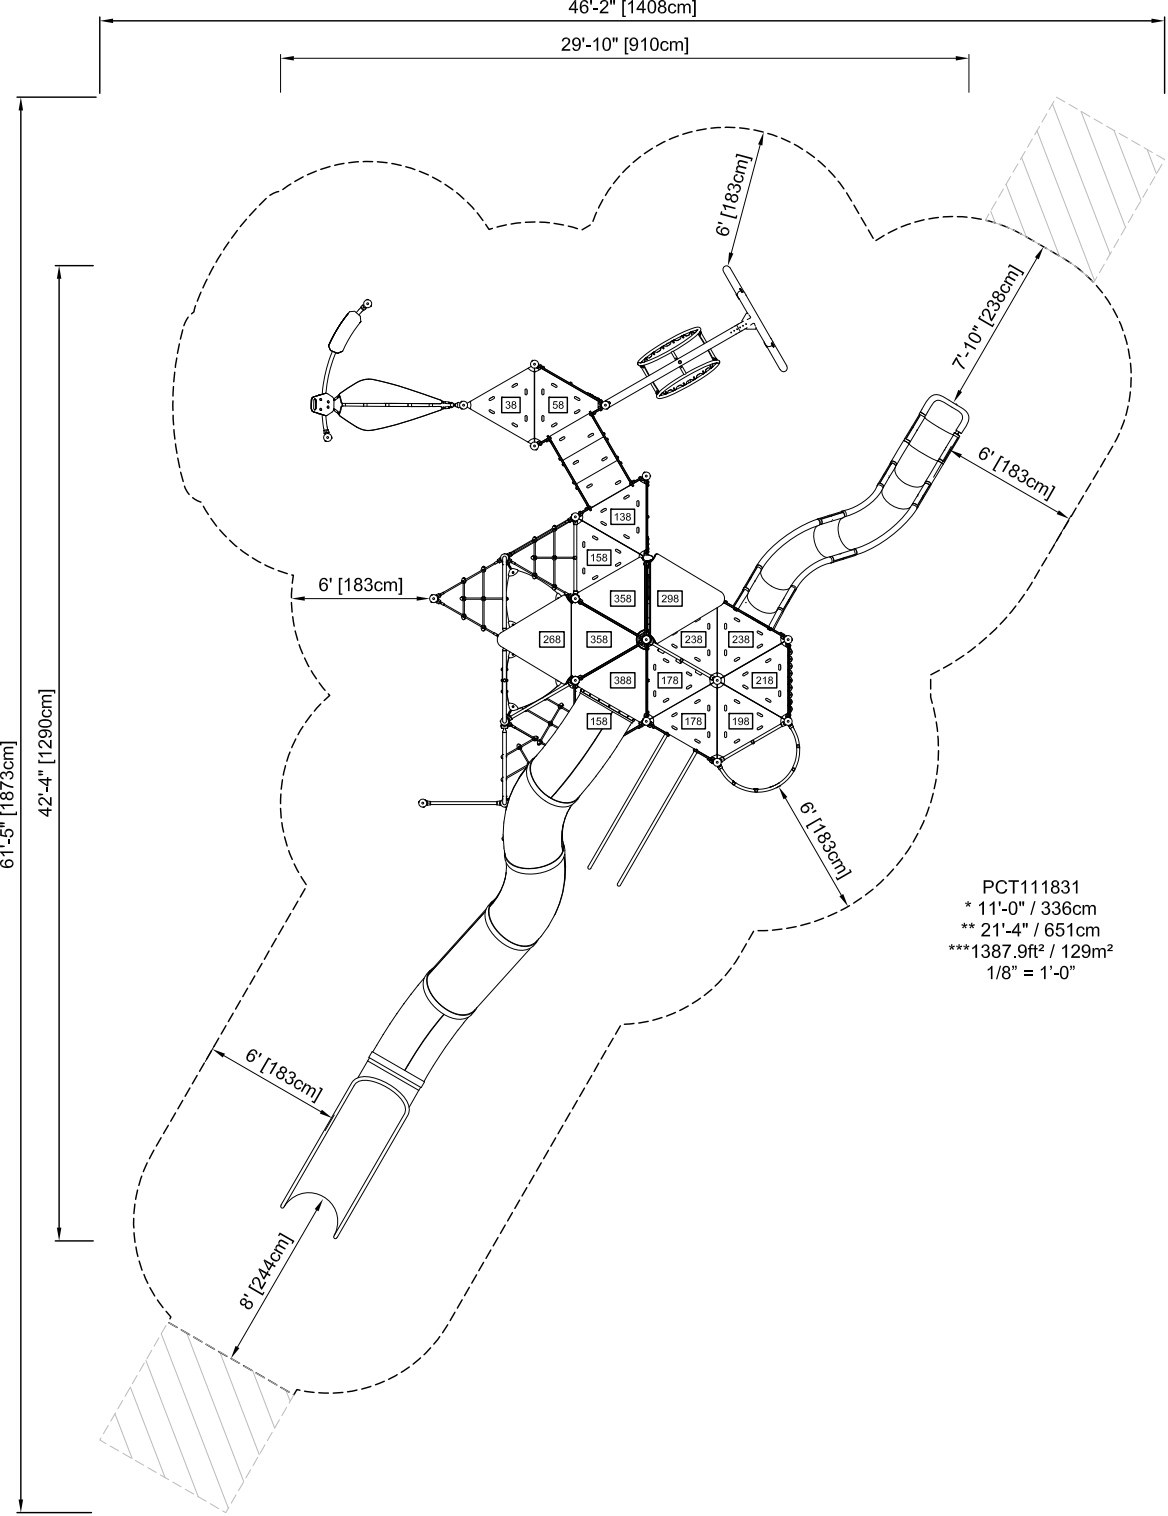 46'-2" [1408cm]
29'-10" [910cm]
6' [183cm]
7'-10" [238cm]
38
58
6' [183cm]
138
158
6' [183cm]
358
298
268
358
238
238
388
178
218
158
178
198
42'-4" [1290cm]
61'-5" [1873cm]
6' [183cm]
PCT111831
* 11'-0" / 336cm
** 21'-4" / 651cm
***1387.9ft² / 129m²
1/8” = 1’-0”
6' [183cm]
8' [244cm]